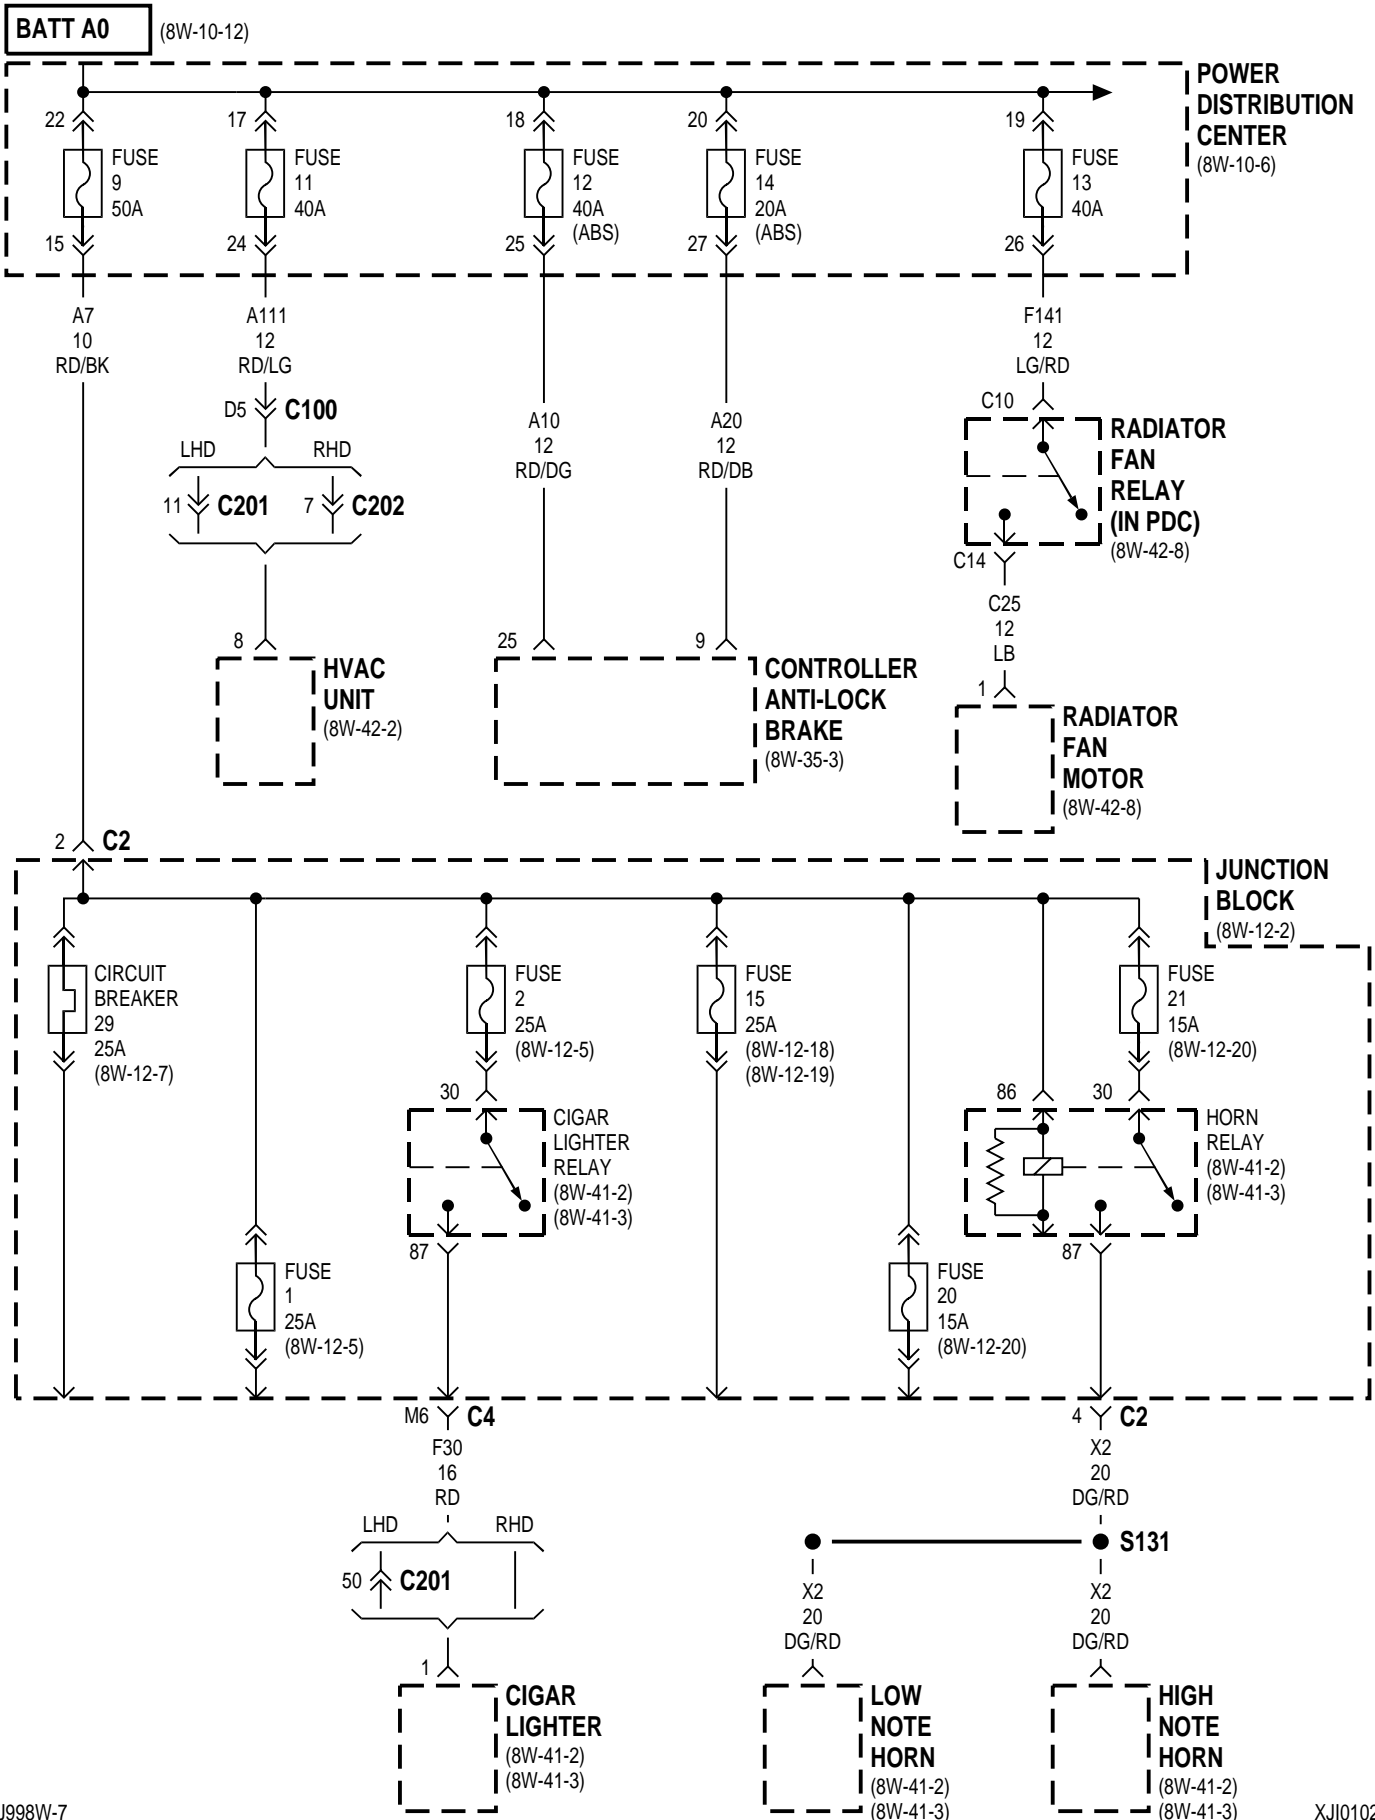 BATT A0 (8W-10-12)
POWER
DISTRIBUTION
CENTER
(8W-10-6)
22 17 18 20 19
FUSE
9
50A
FUSE
11
40A
FUSE
12
40A
(ABS)
FUSE
14
20A
(ABS)
FUSE
13
40A
15 24 25 27 26
A7
10
RD/BK
A111
12
RD/LG
F141
12
LG/RD
D5 C100
LHD RHD
11 C201 7 C202
A10
12
RD/DG
A20
12
RD/DB
C10
RADIATOR
FAN
RELAY
(IN PDC)
(8W-42-8)
C14
C25
12
LB
8
HVAC
UNIT
(8W-42-2)
25 9
CONTROLLER
ANTI-LOCK
BRAKE
(8W-35-3)
1
RADIATOR
FAN
MOTOR
(8W-42-8)
2 C2
JUNCTION
BLOCK
(8W-12-2)
CIRCUIT
BREAKER
29
25A
(8W-12-7)
FUSE
2
25A
(8W-12-5)
FUSE
15
25A
(8W-12-18)
(8W-12-19)
FUSE
21
15A
(8W-12-20)
30
CIGAR
LIGHTER
RELAY
(8W-41-2)
(8W-41-3)
87
86 30
HORN
RELAY
(8W-41-2)
(8W-41-3)
87
FUSE
1
25A
(8W-12-5)
FUSE
20
15A
(8W-12-20)
M6 C4
F30
16
RD
LHD RHD
50 C201
1
CIGAR
LIGHTER
(8W-41-2)
(8W-41-3)
4 C2
X2
20
DG/RD
S131
X2
20
DG/RD
X2
20
DG/RD
LOW
NOTE
HORN
(8W-41-2)
(8W-41-3)
HIGH
NOTE
HORN
(8W-41-2)
(8W-41-3)
J998W-7
XJI0102